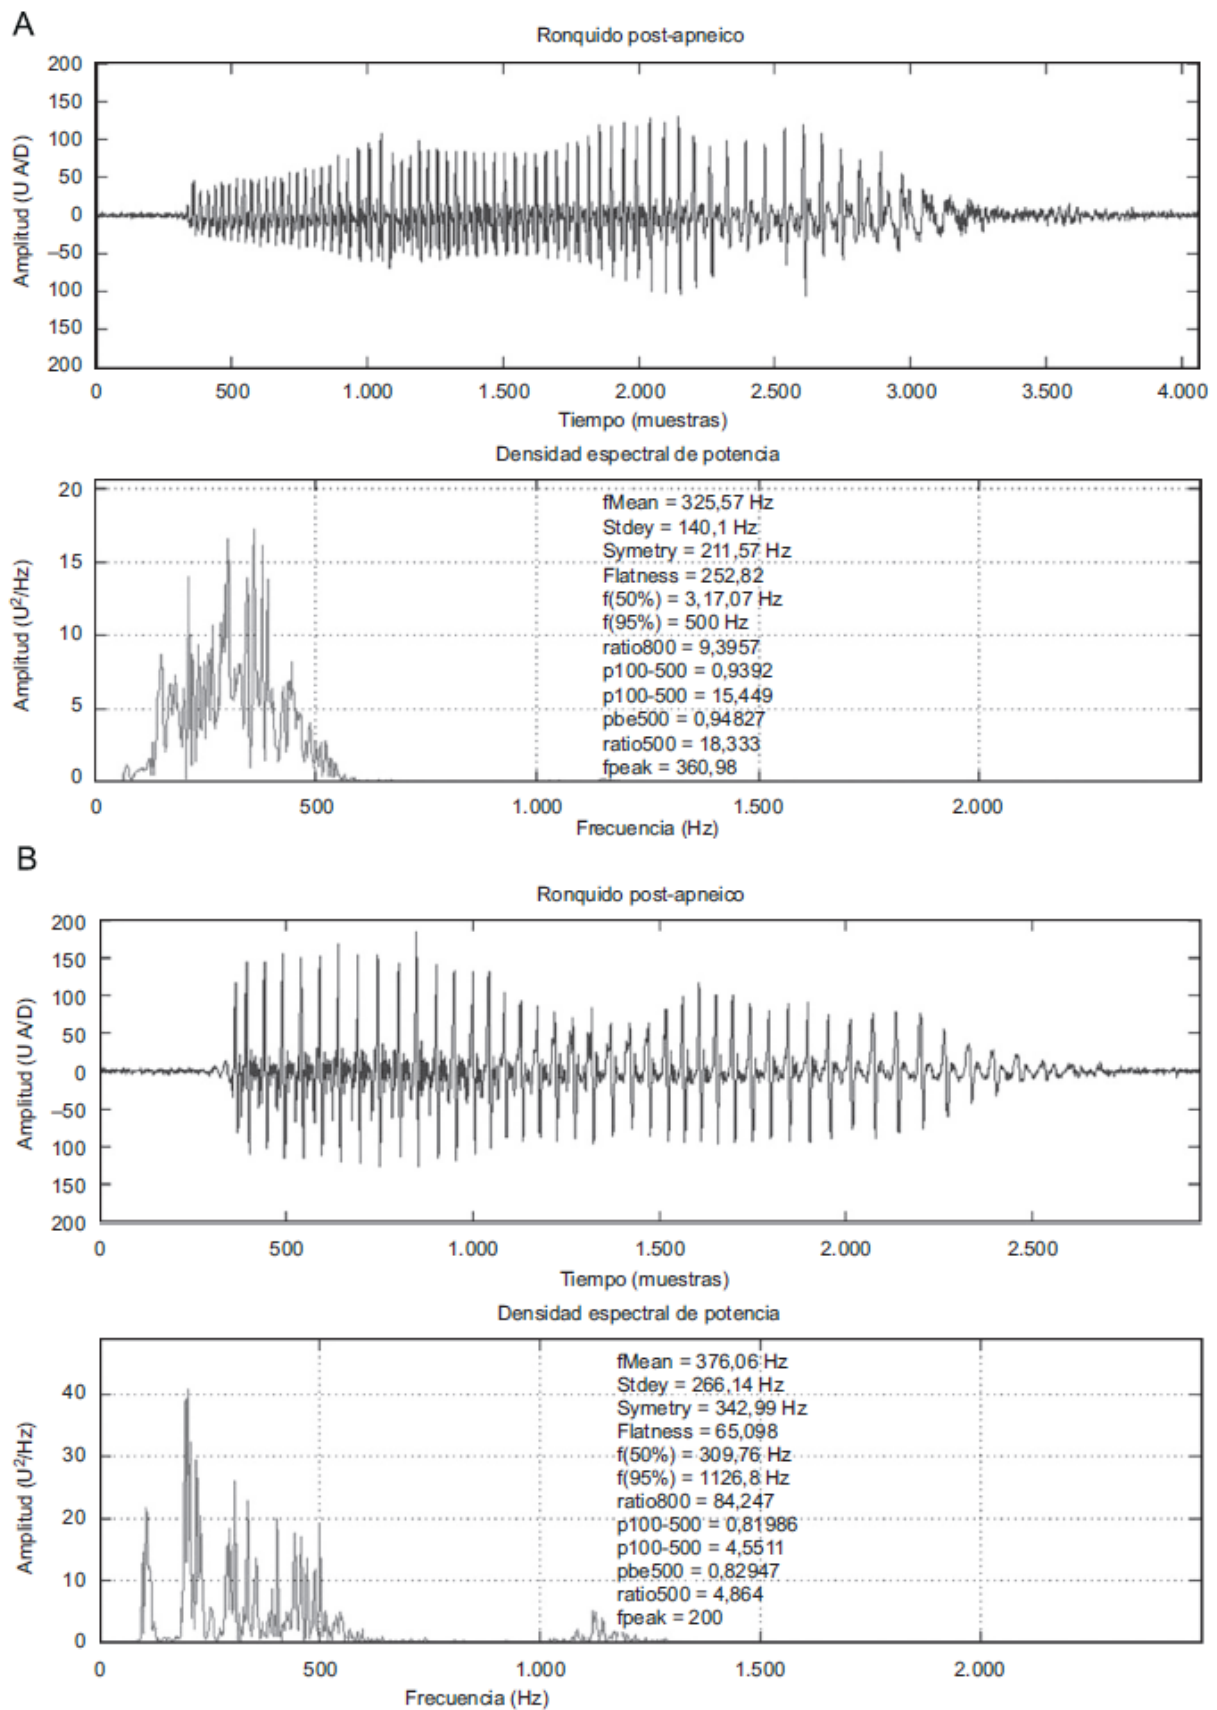 A
Ronquido post-apneico
200
150
100
50
0
–50
100
150
200
Amplitud (U A/D)
0 500 1.000 1.500 2.000 2.500 3.000 3.500 4.000
Tiempo (muestras)
Densidad espectral de potencia
20
15
10
5
0
Amplitud (U²/Hz)
fMean = 325,57 Hz
Stdey = 140,1 Hz
Symetry = 211,57 Hz
Flatness = 252,82
f(50%) = 3,17,07 Hz
f(95%) = 500 Hz
ratio800 = 9,3957
p100-500 = 0,9392
p100-500 = 15,449
pbe500 = 0,94827
ratio500 = 18,333
fpeak = 360,98
0 500 1.000 1.500 2.000
Frecuencia (Hz)
B
Ronquido post-apneico
200
150
100
50
0
–50
100
150
200
Amplitud (U A/D)
0 500 1.000 1.500 2.000 2.500
Tiempo (muestras)
Densidad espectral de potencia
40
30
20
10
0
Amplitud (U²/Hz)
fMean = 376,06 Hz
Stdey = 266,14 Hz
Symetry = 342,99 Hz
Flatness = 65,098
f(50%) = 309,76 Hz
f(95%) = 1126,8 Hz
ratio800 = 84,247
p100-500 = 0,81986
p100-500 = 4,5511
pbe500 = 0,82947
ratio500 = 4,864
fpeak = 200
0 500 1.000 1.500 2.000
Frecuencia (Hz)